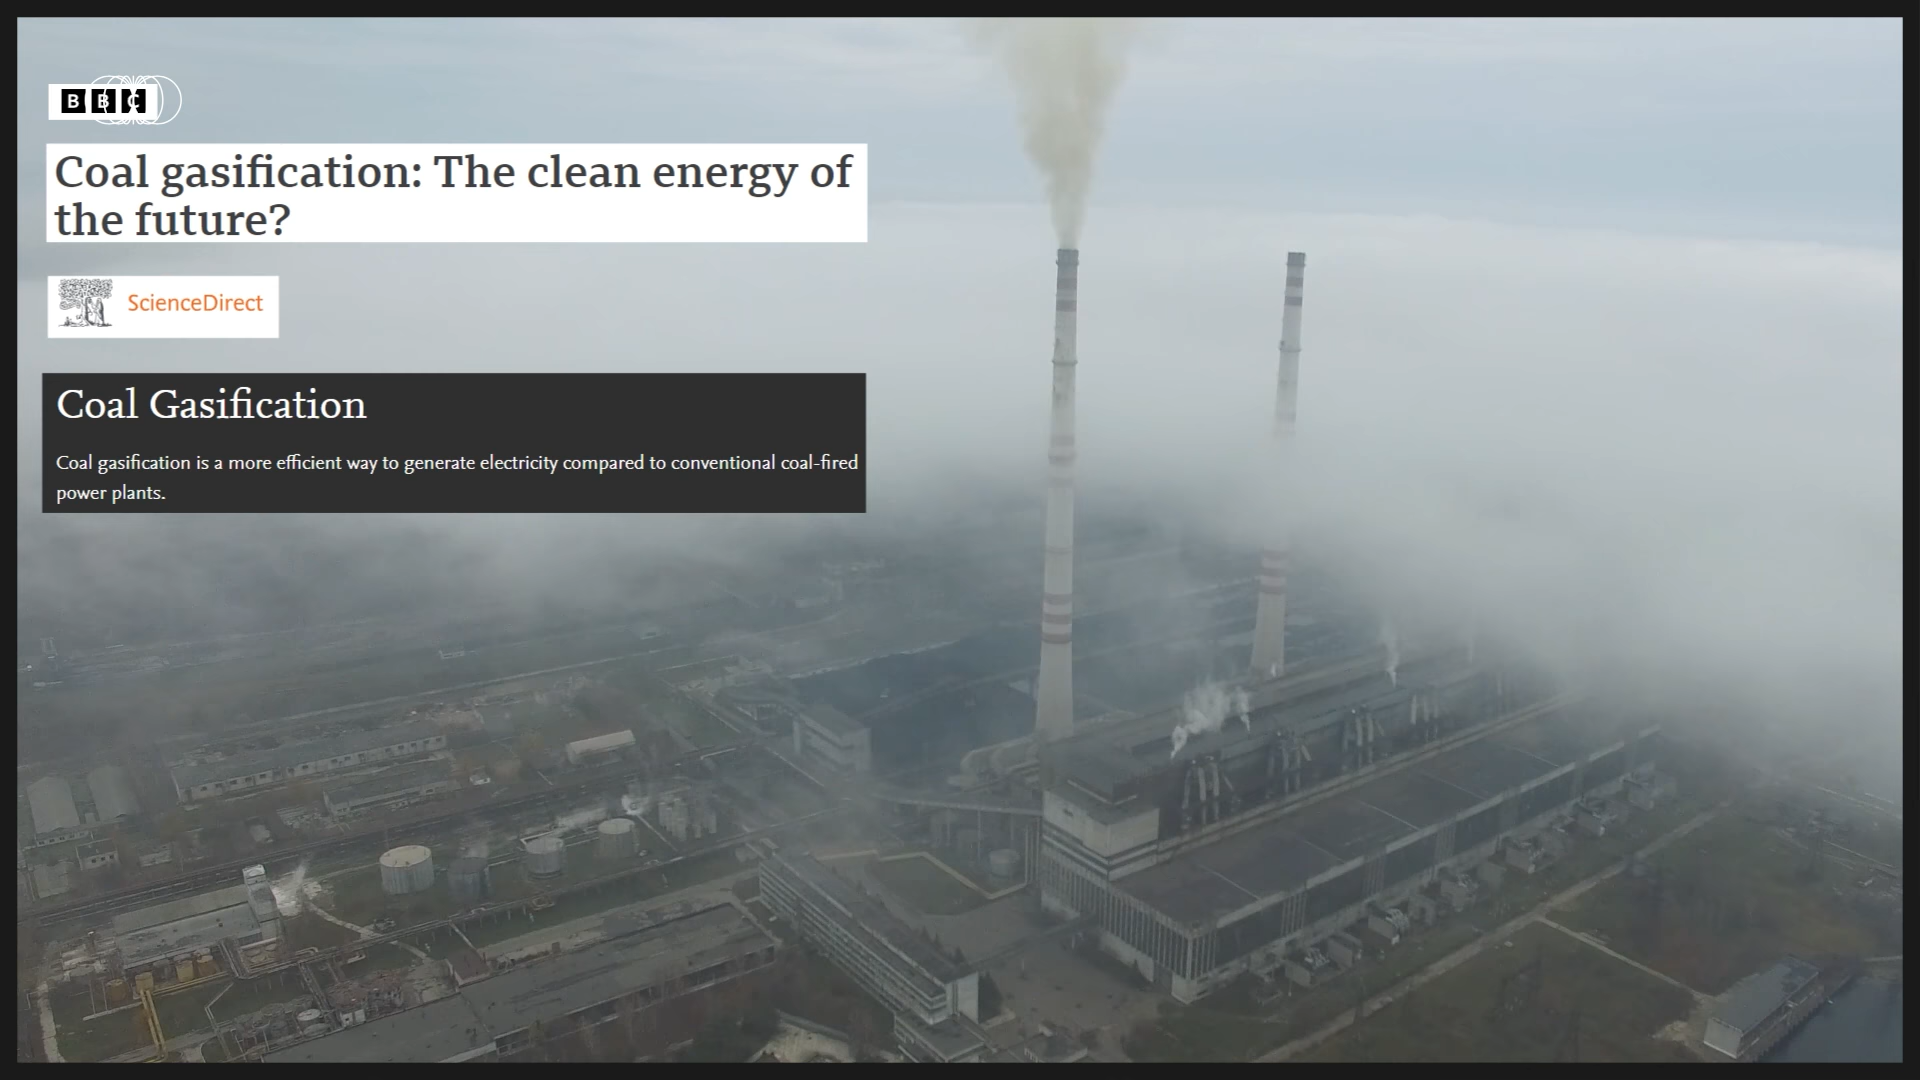 BBC
Coal gasification: The clean energy of
the future?
ScienceDirect
Coal Gasification
Coal gasification is a more efficient way to generate electricity compared to conventional coal-fired
power plants.